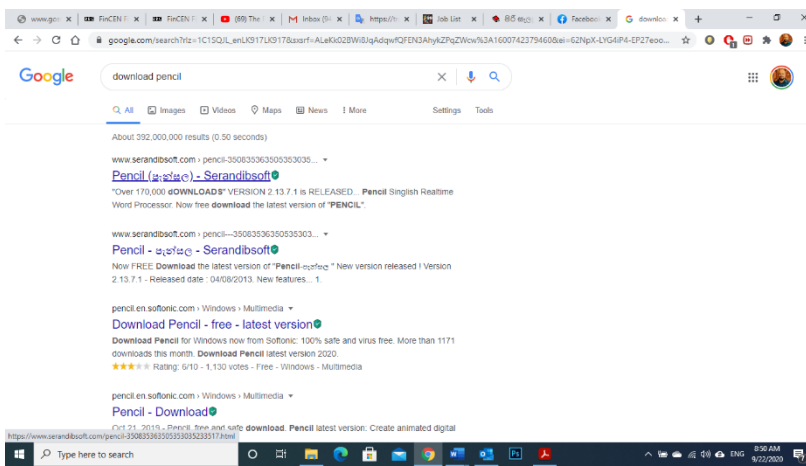 www.gov
FinCEN F
FinCEN F
(69) The
Inbox (94
https://n
Job List
Facebook
G downloa
google.com/search?rlz=1C1SQJL_enLK917LK917&sxsrf=ALeKk02BWi8JqAdqwfQFEN3AhykZPqZWcw%3A1600742379460&ei=62NpX-LYG4iP4-EP27eoo...
Google
download pencil
All Images Videos Maps News More Settings Tools
About 392,000,000 results (0.50 seconds)
www.serandibsoft.com › pencil-350835363505353035...
Pencil (පැන්සල) - Serandibsoft
"Over 170,000 dOWNLOADS" VERSION 2.13.7.1 is RELEASED... Pencil Singlish Realtime
Word Processor. Now free download the latest version of "PENCIL".
www.serandibsoft.com › pencil---35083536350535303...
Pencil - පැන්සල - Serandibsoft
Now FREE Download the latest version of "Pencil-පැන්සල " New version released ! Version
2.13.7.1 - Released date : 04/08/2013. New features... 1.
pencil.en.softonic.com › Windows › Multimedia
Download Pencil - free - latest version
Download Pencil for Windows now from Softonic: 100% safe and virus free. More than 1171
downloads this month. Download Pencil latest version 2020.
Rating: 6/10 - 1,130 votes - Free - Windows - Multimedia
pencil.en.softonic.com › Windows › Multimedia
Pencil - Download
Oct 21, 2019 - Pencil, free and safe download. Pencil latest version: Create animated digital
https://www.serandibsoft.com/pencil-35083536350535303523­3517.html
Type here to search
ENG
8:50 AM
9/22/2020